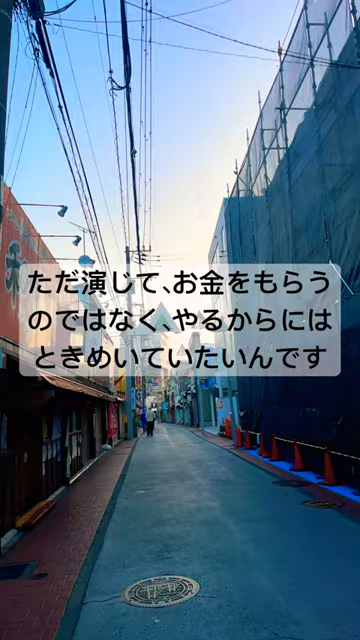 ただ演じて、お金をもらう
のではなく、やるからには
ときめいていたいんです